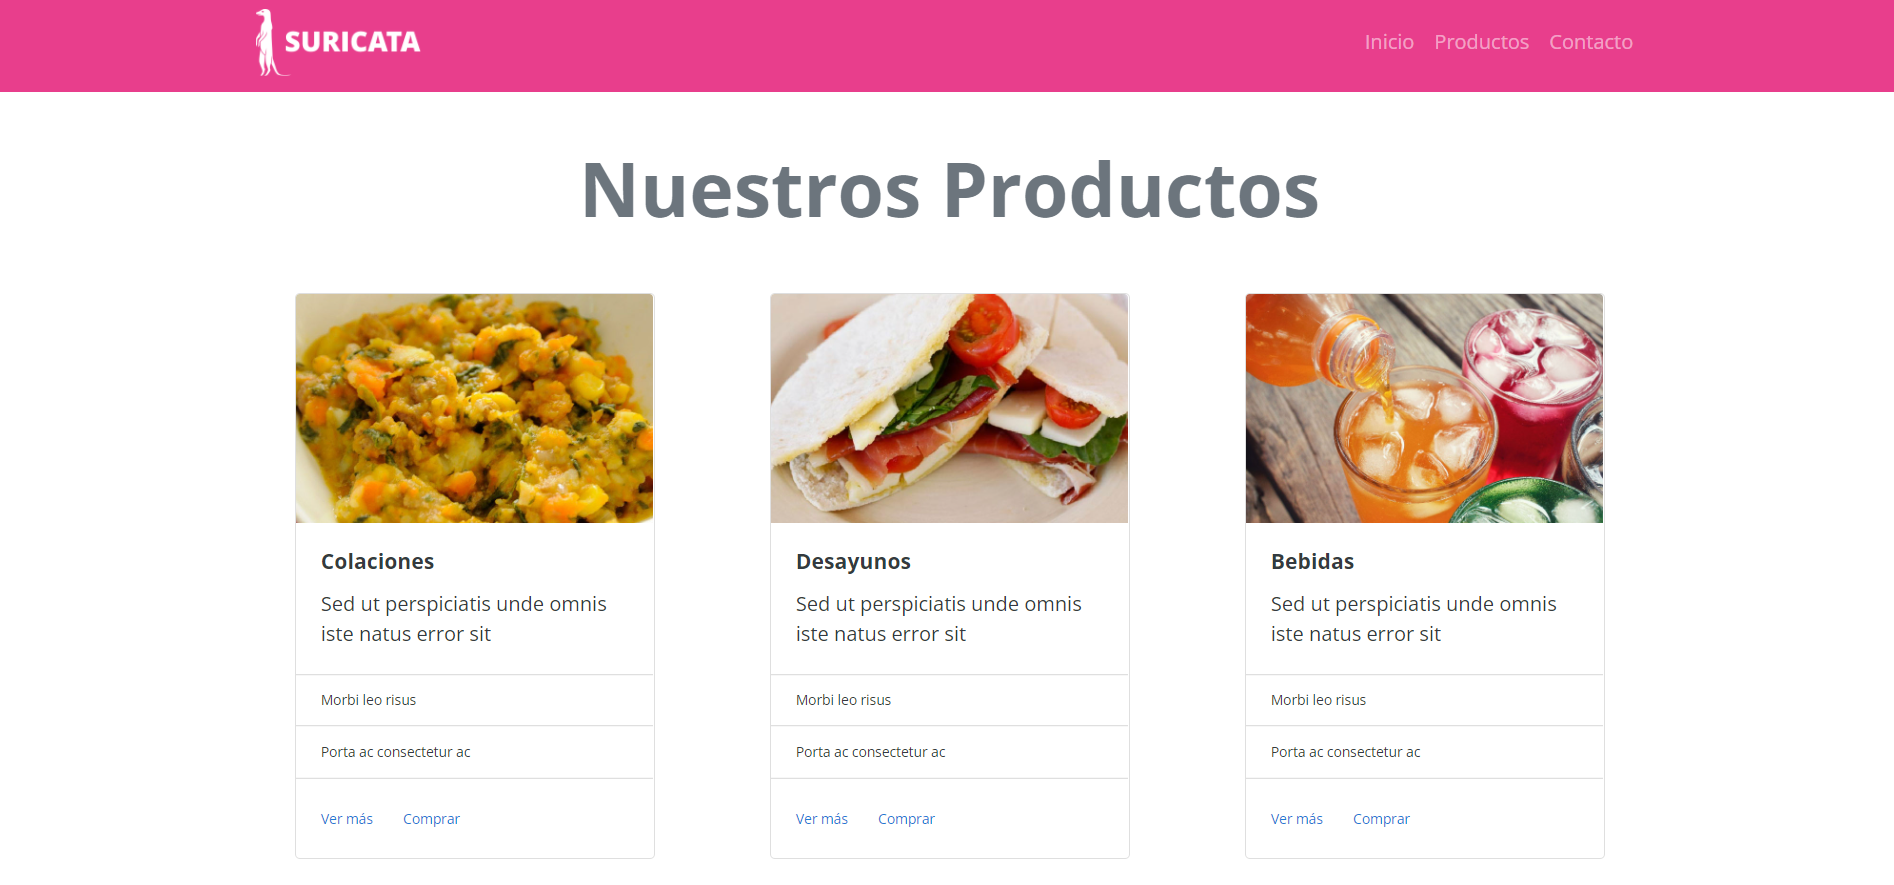 SURICATA
Inicio Productos Contacto
Nuestros Productos
Colaciones
Sed ut perspiciatis unde omnis
iste natus error sit
Morbi leo risus
Porta ac consectetur ac
Ver más Comprar
Desayunos
Sed ut perspiciatis unde omnis
iste natus error sit
Morbi leo risus
Porta ac consectetur ac
Ver más Comprar
Bebidas
Sed ut perspiciatis unde omnis
iste natus error sit
Morbi leo risus
Porta ac consectetur ac
Ver más Comprar